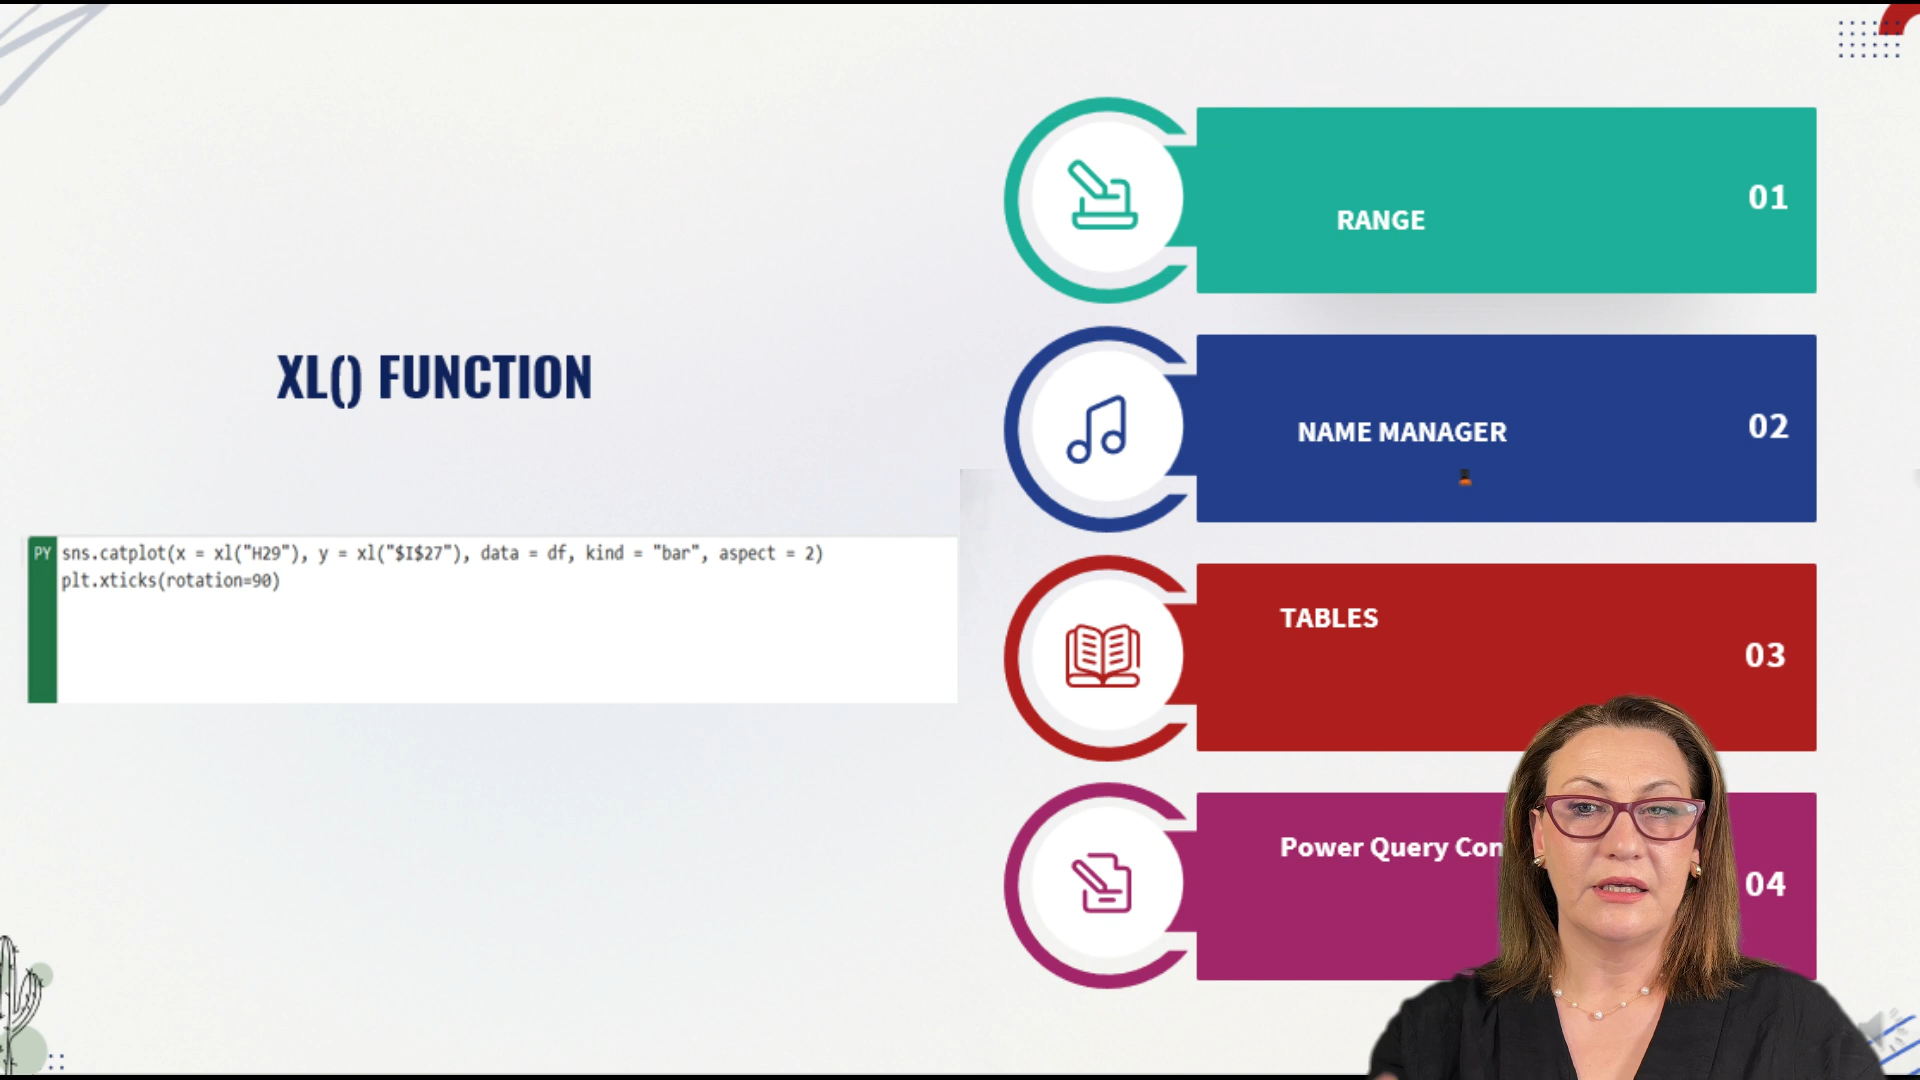 XL() FUNCTION
PY
sns.catplot(x = xl("H29"), y = xl("$I$27"), data = df, kind = "bar", aspect = 2)
plt.xticks(rotation=90)
RANGE
01
NAME MANAGER
02
TABLES
03
Power Query
04